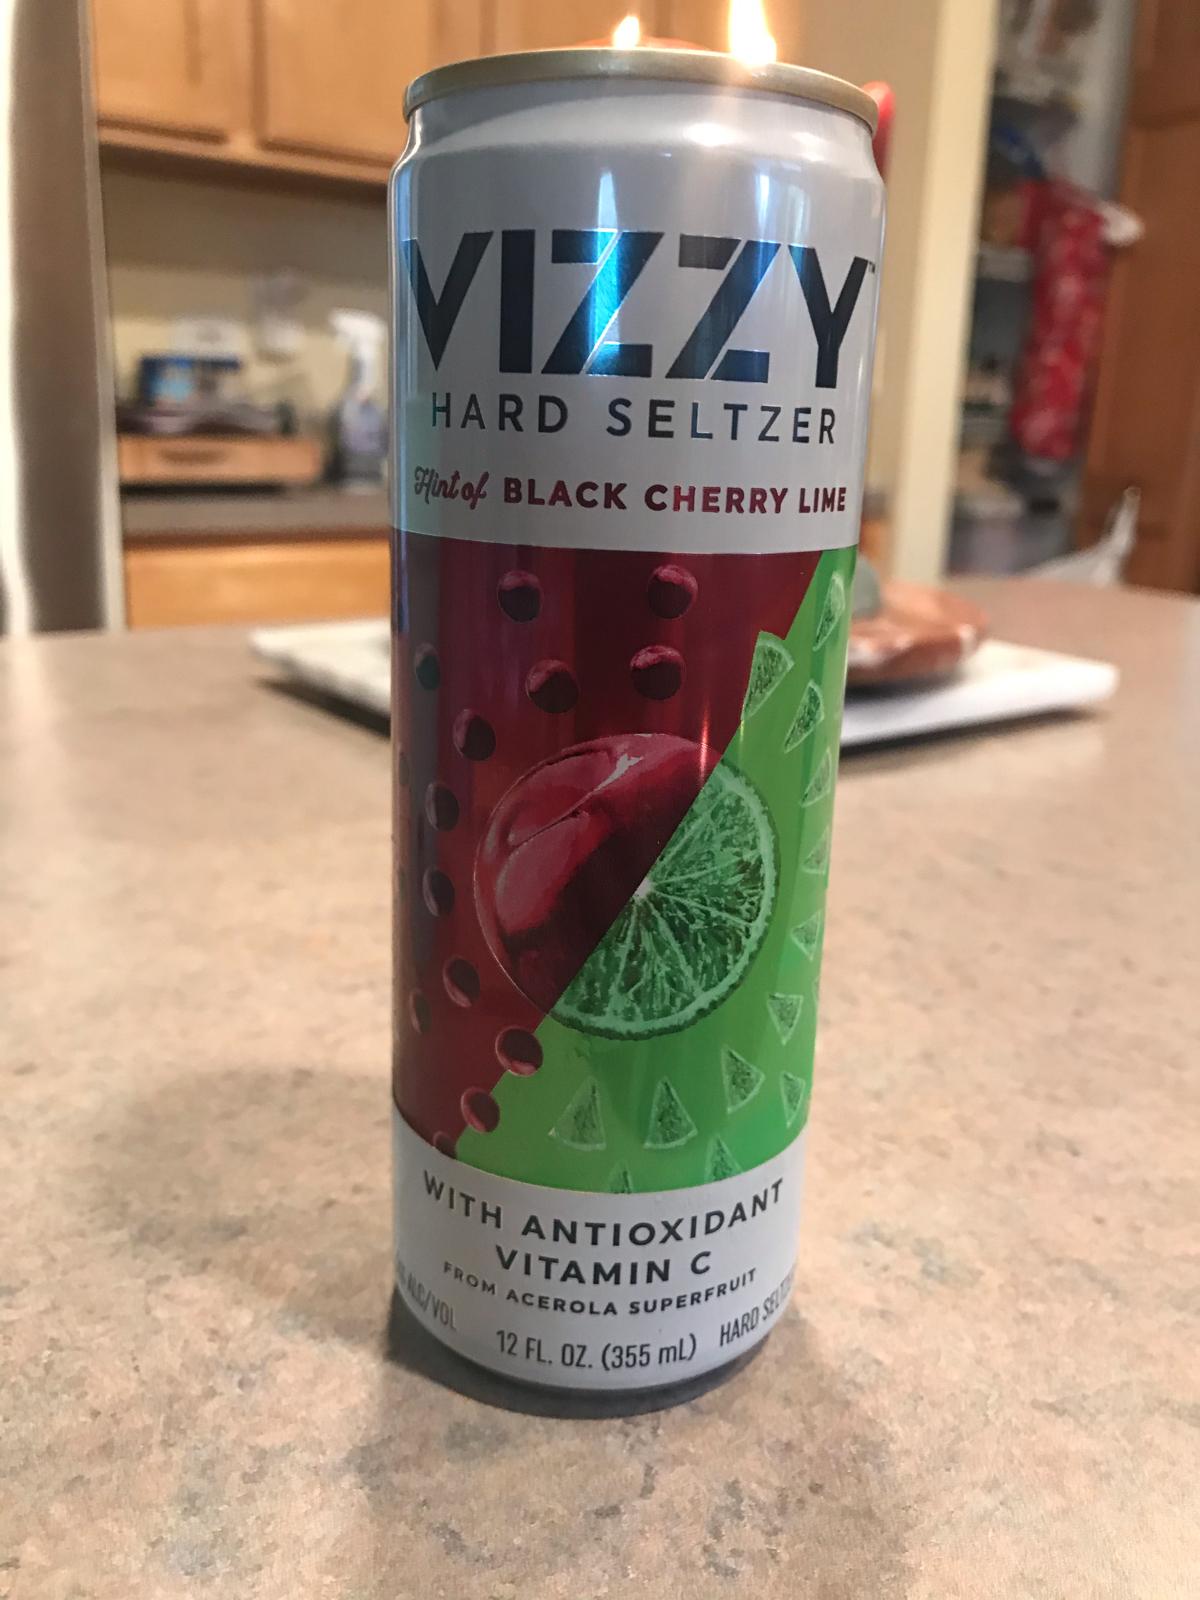 VIZZY™
HARD SELTZER
Hint of BLACK CHERRY LIME
WITH ANTIOXIDANT
VITAMIN C
FROM ACEROLA SUPERFRUIT
ALC/VOL 12 FL. OZ. (355 mL) HARD